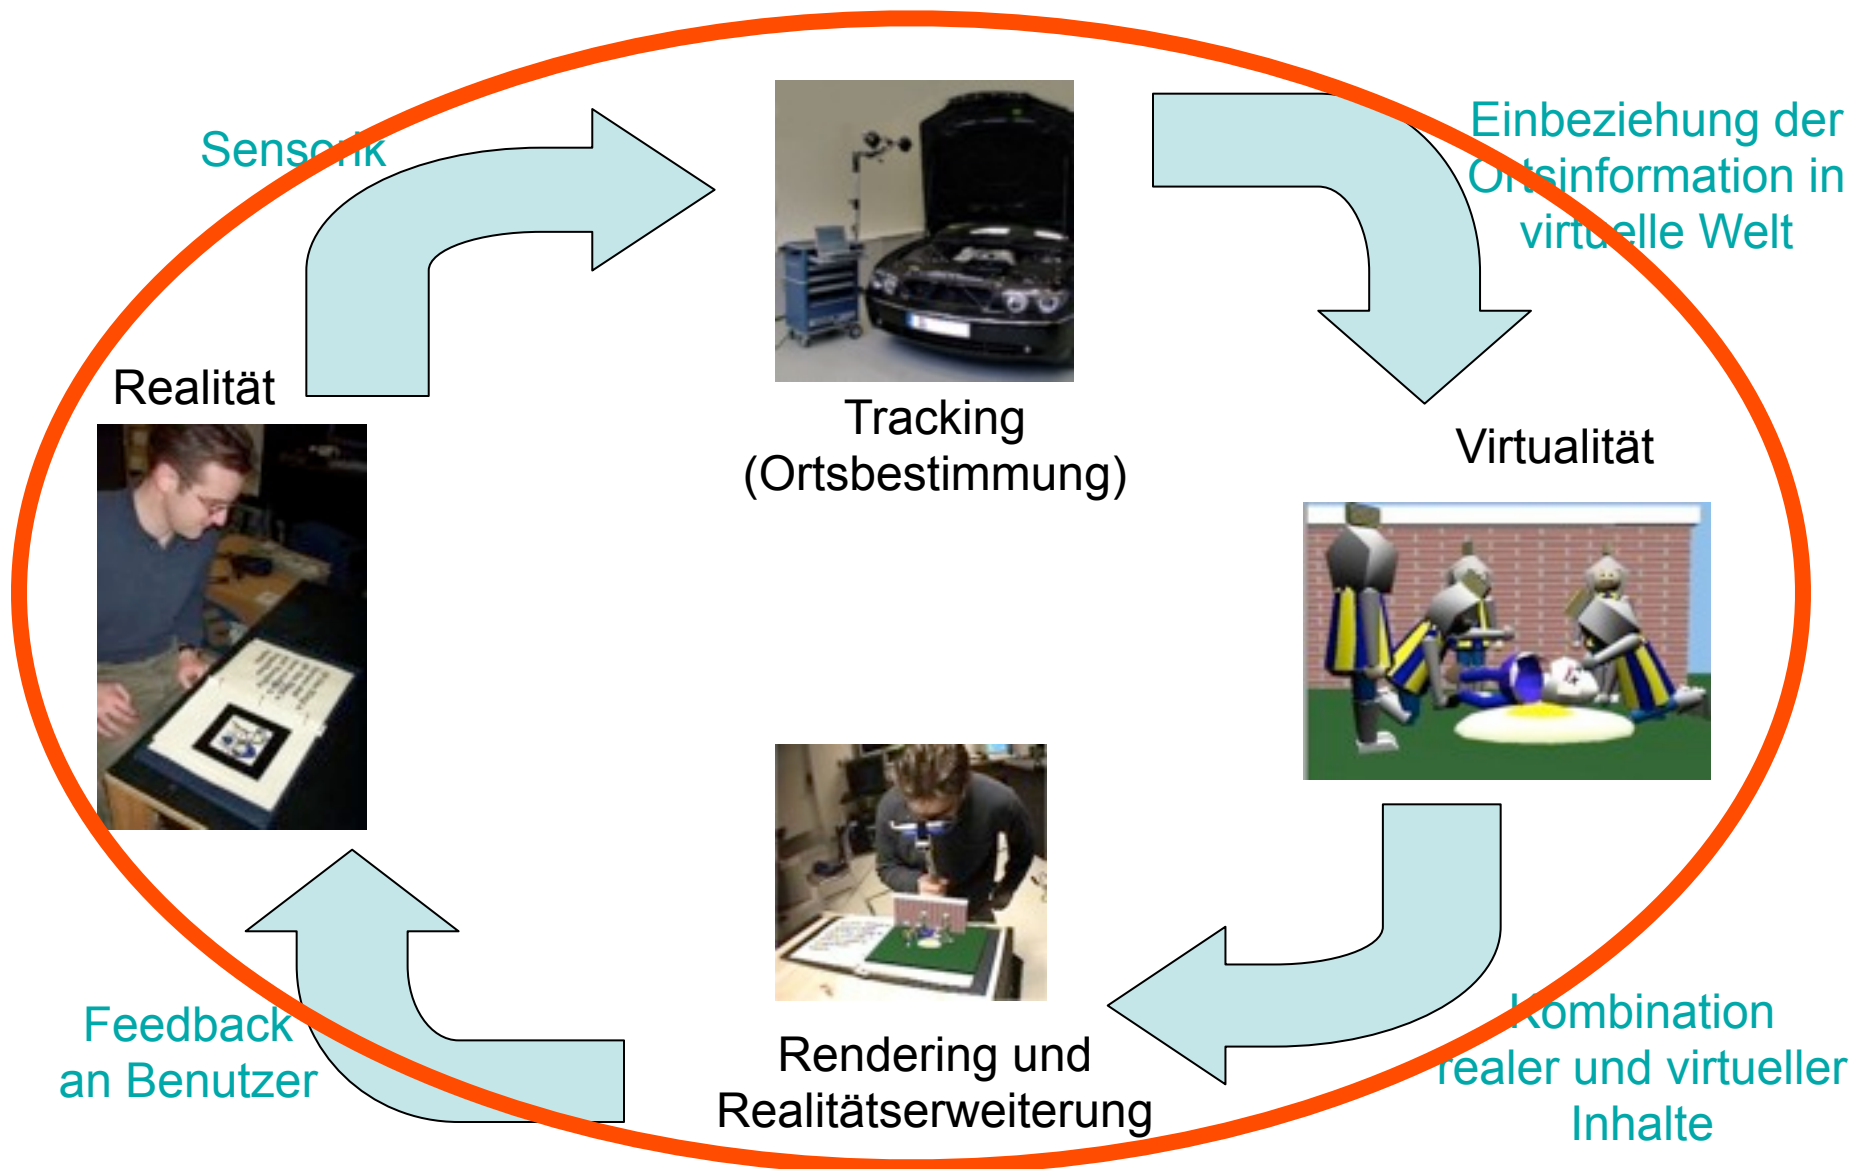 Sensorik
Einbeziehung der
Ortsinformation in
virtuelle Welt
Realität
Tracking
(Ortsbestimmung)
Virtualität
Feedback
an Benutzer
Rendering und
Realitätserweiterung
Kombination
realer und virtueller
Inhalte